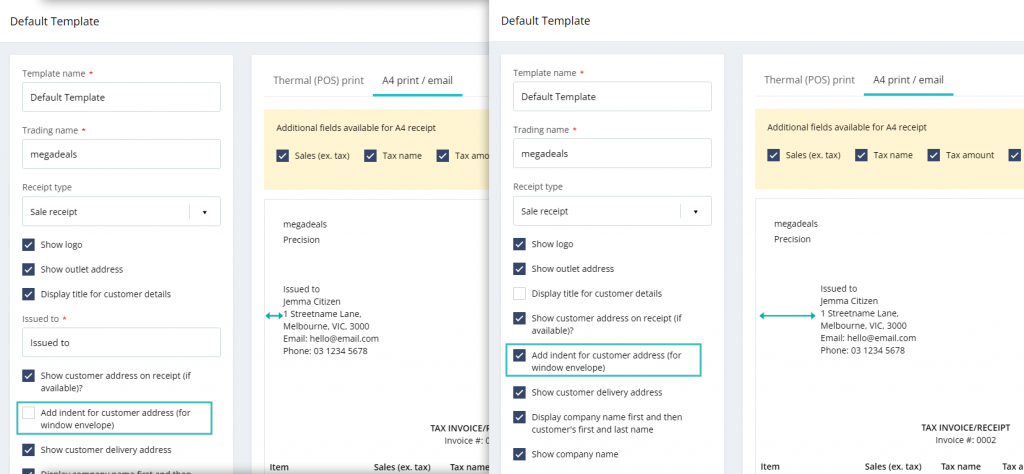 Default Template
Template name *
Default Template
Trading name *
megadeals
Receipt type
Sale receipt
Show logo
Show outlet address
Display title for customer details
Issued to *
Issued to
Show customer address on receipt (if
available)?
Add indent for customer address (for
window envelope)
Show customer delivery address
Display company name first and then
Thermal (POS) print
A4 print / email
Additional fields available for A4 receipt
Sales (ex. tax)
Tax name
Tax amo
megadeals
Precision
Issued to
Jemma Citizen
1 Streetname Lane,
Melbourne, VIC, 3000
Email: hello@email.com
Phone: 03 1234 5678
TAX INVOICE/R
Invoice #: 0
Item Sales (ex. tax) Tax name
Default Template
Template name *
Default Template
Trading name *
megadeals
Receipt type
Sale receipt
Show logo
Show outlet address
Display title for customer details
Show customer address on receipt (if
available)?
Add indent for customer address (for
window envelope)
Show customer delivery address
Display company name first and then
customer's first and last name
Show company name
Thermal (POS) print
A4 print / email
Additional fields available for A4 receipt
Sales (ex. tax)
Tax name
Tax amount
megadeals
Precision
Issued to
Jemma Citizen
1 Streetname Lane,
Melbourne, VIC, 3000
Email: hello@email.com
Phone: 03 1234 5678
TAX INVOICE/RECEIPT
Invoice #: 0002
Item Sales (ex. tax) Tax name